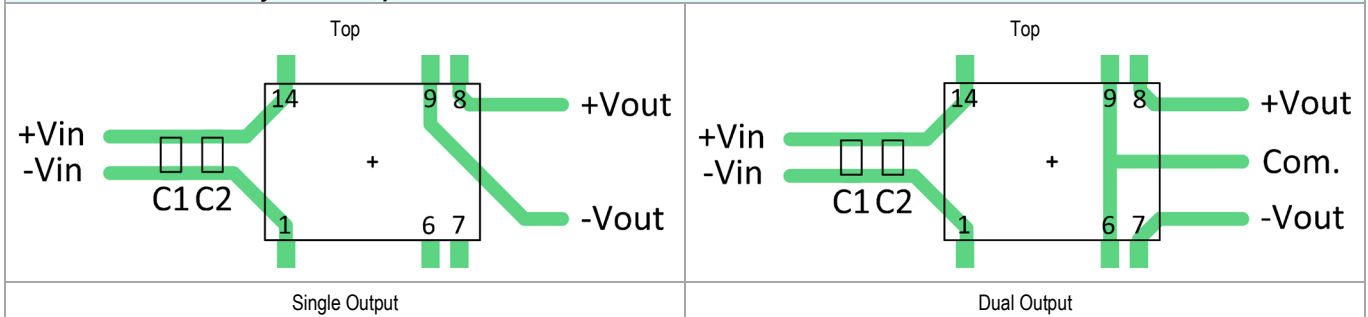 Top
14
9
8
+Vout
+Vin
-Vin
C1
C2
+
1
6
7
-Vout
Single Output
Top
14
9
8
+Vout
+Vin
-Vin
C1
C2
+
Com.
1
6
7
-Vout
Dual Output